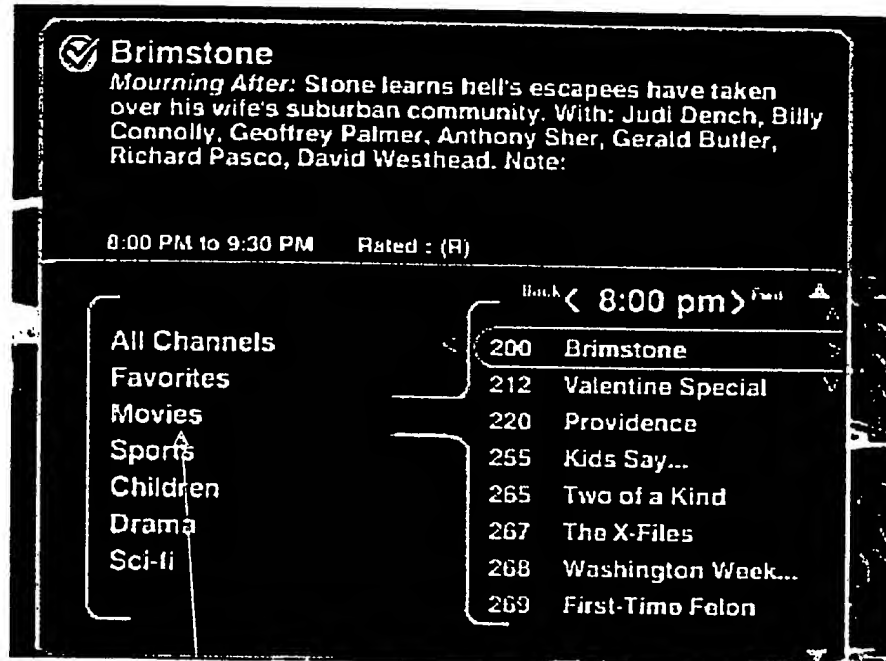 Brimstone
Mourning After: Stone learns hell's escapees have taken
over his wife's suburban community. With: Judi Dench, Billy
Connolly, Geoffrey Palmer, Anthony Sher, Gerald Butler,
Richard Pasco, David Westhead. Note:
8:00 PM to 9:30 PM Rated : (R)
Back < 8:00 pm > Fwd
All Channels
Favorites
Movies
Sports
Children
Drama
Sci-fi
< 200 Brimstone >
212 Valentine Special
220 Providence
255 Kids Say...
265 Two of a Kind
267 The X-Files
268 Washington Week...
269 First-Time Felon